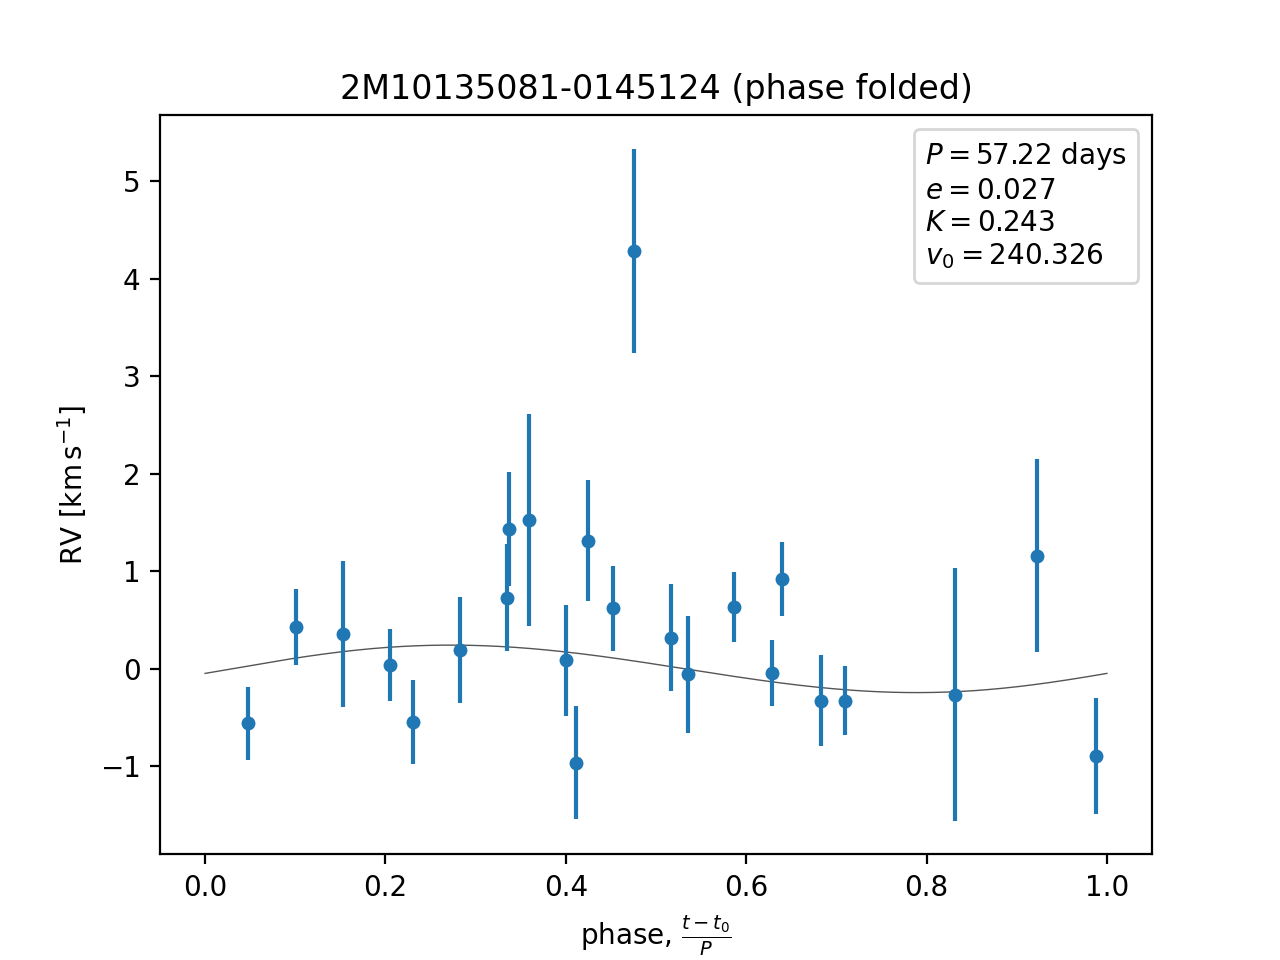 2M10135081-0145124 (phase folded)
P = 57.22 days
e = 0.027
K = 0.243
v₀ = 240.326
RV [km s⁻¹]
5
4
3
2
1
0
−1
0.0 0.2 0.4 0.6 0.8 1.0
phase, (t − t₀)/P